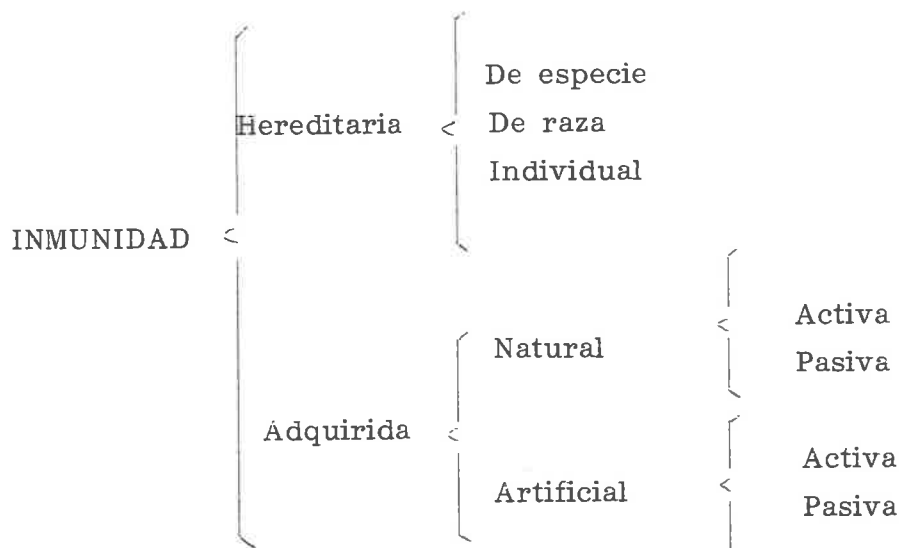 De especie
Hereditaria < De raza
Individual
INMUNIDAD <
Natural < Activa
Pasiva
Adquirida <
Artificial < Activa
Pasiva